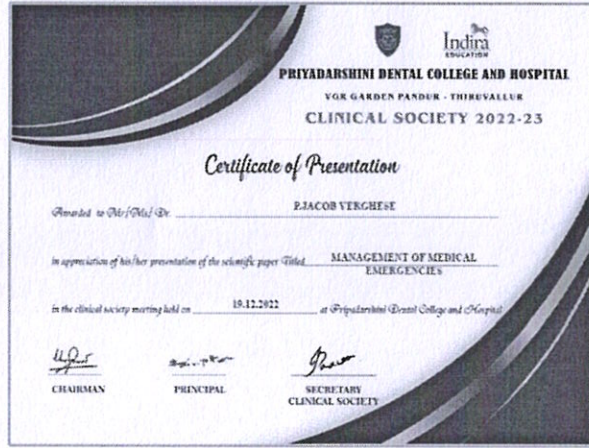 Indira
EDUCATION
PRIYADARSHINI DENTAL COLLEGE AND HOSPITAL
VGR GARDEN PANDUR - THIRUVALLUR
CLINICAL SOCIETY 2022-23
Certificate of Presentation
Awarded to Mr/Ms/ Dr. P.JACOB VERGHESE
in appreciation of his/her presentation of the scientific paper Titled MANAGEMENT OF MEDICAL
EMERGENCIES
in the clinical society meeting held on 19.12.2022 at Priyadarshini Dental College and Hospital
CHAIRMAN PRINCIPAL SECRETARY
CLINICAL SOCIETY